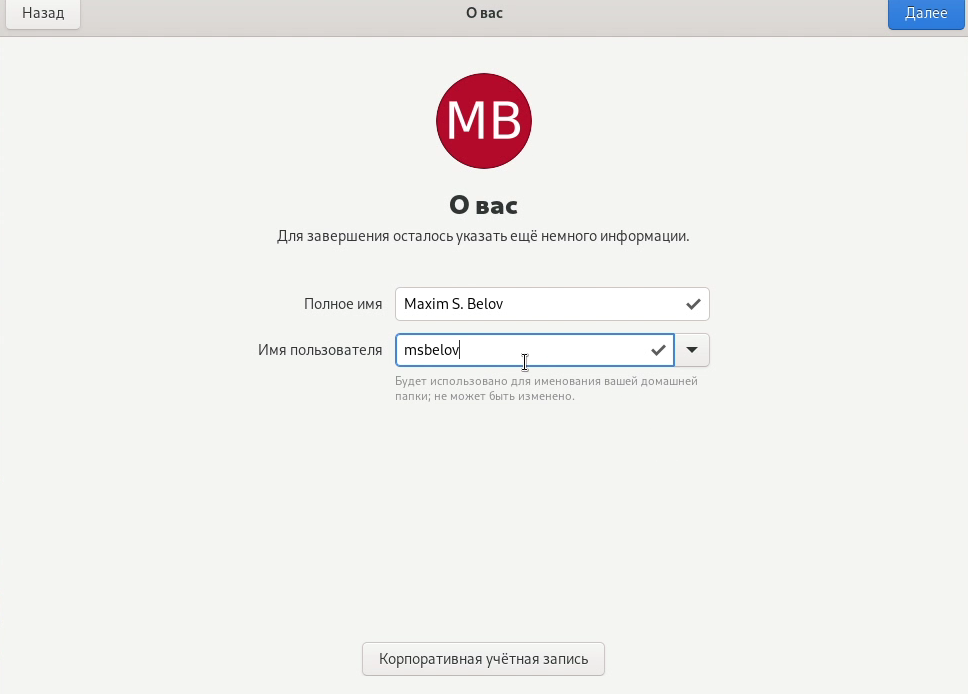 Назад
О вас
Далее
MB
О вас
Для завершения осталось указать ещё немного информации.
Полное имя
Maxim S. Belov
Имя пользователя
msbelov
Будет использовано для именования вашей домашней
папки; не может быть изменено.
Корпоративная учётная запись